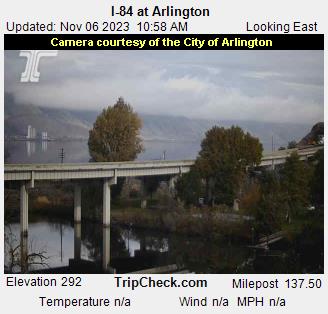 I-84 at Arlington
Updated: Nov 06 2023 10:58 AM Looking East
Camera courtesy of the City of Arlington
Elevation 292 TripCheck.com Milepost 137.50
Temperature n/a Wind n/a MPH n/a